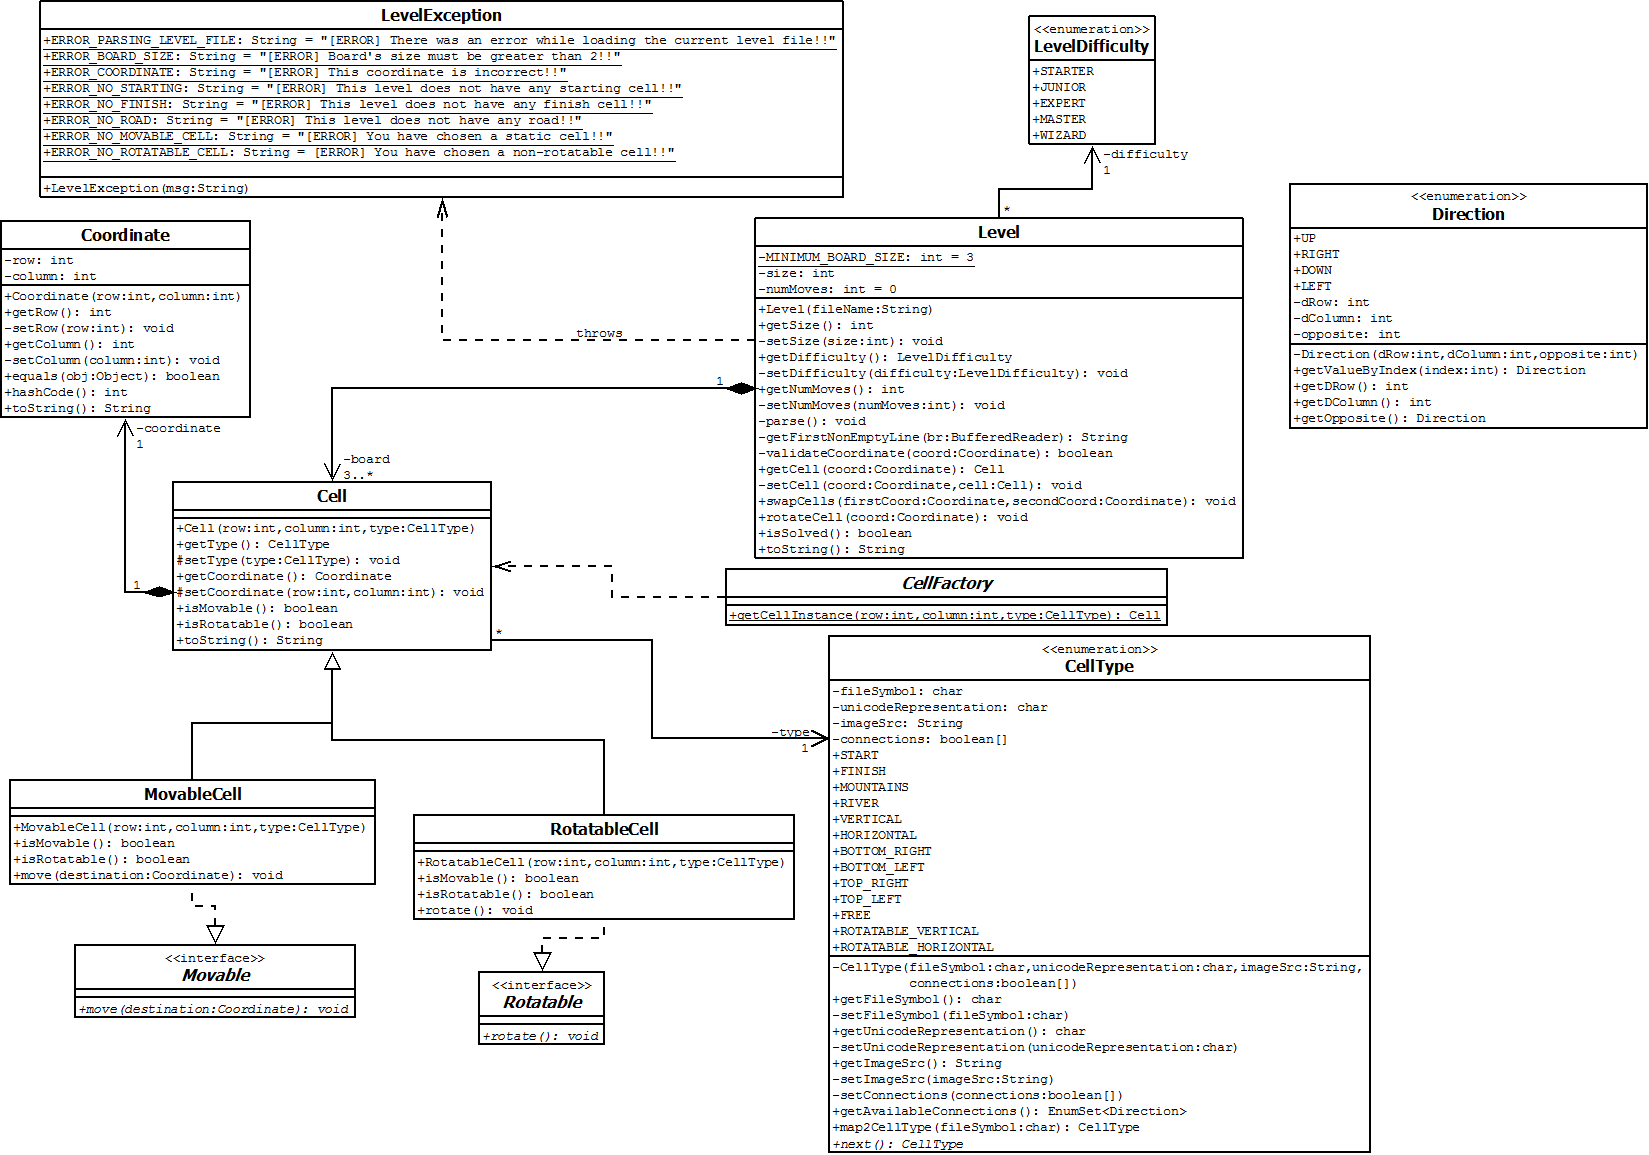 LevelException
+ERROR_PARSING_LEVEL_FILE: String = "[ERROR] There was an error while loading the current level file!!"
+ERROR_BOARD_SIZE: String = "[ERROR] Board's size must be greater than 2!!"
+ERROR_COORDINATE: String = "[ERROR] This coordinate is incorrect!!"
+ERROR_NO_STARTING: String = "[ERROR] This level does not have any starting cell!!"
+ERROR_NO_FINISH: String = "[ERROR] This level does not have any finish cell!!"
+ERROR_NO_ROAD: String = "[ERROR] This level does not have any road!!"
+ERROR_NO_MOVABLE_CELL: String = "[ERROR] You have chosen a static cell!!"
+ERROR_NO_ROTATABLE_CELL: String = [ERROR] You have chosen a non-rotatable cell!!"
+LevelException(msg:String)
<<enumeration>>
LevelDifficulty
+STARTER
+JUNIOR
+EXPERT
+MASTER
+WIZARD
-difficulty
1
*
<<enumeration>>
Direction
+UP
+RIGHT
+DOWN
+LEFT
-dRow: int
-dColumn: int
-opposite: int
-Direction(dRow:int,dColumn:int,opposite:int)
+getValueByIndex(index:int): Direction
+getDRow(): int
+getDColumn(): int
+getOpposite(): Direction
Coordinate
-row: int
-column: int
+Coordinate(row:int,column:int)
+getRow(): int
-setRow(row:int): void
+getColumn(): int
-setColumn(column:int): void
+equals(obj:Object): boolean
+hashCode(): int
+toString(): String
-coordinate
1
throws
Level
-MINIMUM_BOARD_SIZE: int = 3
-size: int
-numMoves: int = 0
+Level(fileName:String)
+getSize(): int
-setSize(size:int): void
+getDifficulty(): LevelDifficulty
-setDifficulty(difficulty:LevelDifficulty): void
+getNumMoves(): int
-setNumMoves(numMoves:int): void
-parse(): void
-getFirstNonEmptyLine(br:BufferedReader): String
-validateCoordinate(coord:Coordinate): boolean
+getCell(coord:Coordinate): Cell
-setCell(coord:Coordinate,cell:Cell): void
+swapCells(firstCoord:Coordinate,secondCoord:Coordinate): void
+rotateCell(coord:Coordinate): void
+isSolved(): boolean
+toString(): String
1
-board
3..*
Cell
+Cell(row:int,column:int,type:CellType)
+getType(): CellType
#setType(type:CellType): void
+getCoordinate(): Coordinate
#setCoordinate(row:int,column:int): void
+isMovable(): boolean
+isRotatable(): boolean
+toString(): String
1
*
CellFactory
+getCellInstance(row:int,column:int,type:CellType): Cell
-type
1
<<enumeration>>
CellType
-fileSymbol: char
-unicodeRepresentation: char
-imageSrc: String
-connections: boolean[]
+START
+FINISH
+MOUNTAINS
+RIVER
+VERTICAL
+HORIZONTAL
+BOTTOM_RIGHT
+BOTTOM_LEFT
+TOP_RIGHT
+TOP_LEFT
+FREE
+ROTATABLE_VERTICAL
+ROTATABLE_HORIZONTAL
-CellType(fileSymbol:char,unicodeRepresentation:char,imageSrc:String,
connections:boolean[])
+getFileSymbol(): char
-setFileSymbol(fileSymbol:char)
+getUnicodeRepresentation(): char
-setUnicodeRepresentation(unicodeRepresentation:char)
+getImageSrc(): String
-setImageSrc(imageSrc:String)
-setConnections(connections:boolean[])
+getAvailableConnections(): EnumSet<Direction>
+map2CellType(fileSymbol:char): CellType
+next(): CellType
MovableCell
+MovableCell(row:int,column:int,type:CellType)
+isMovable(): boolean
+isRotatable(): boolean
+move(destination:Coordinate): void
RotatableCell
+RotatableCell(row:int,column:int,type:CellType)
+isMovable(): boolean
+isRotatable(): boolean
+rotate(): void
<<interface>>
Movable
+move(destination:Coordinate): void
<<interface>>
Rotatable
+rotate(): void